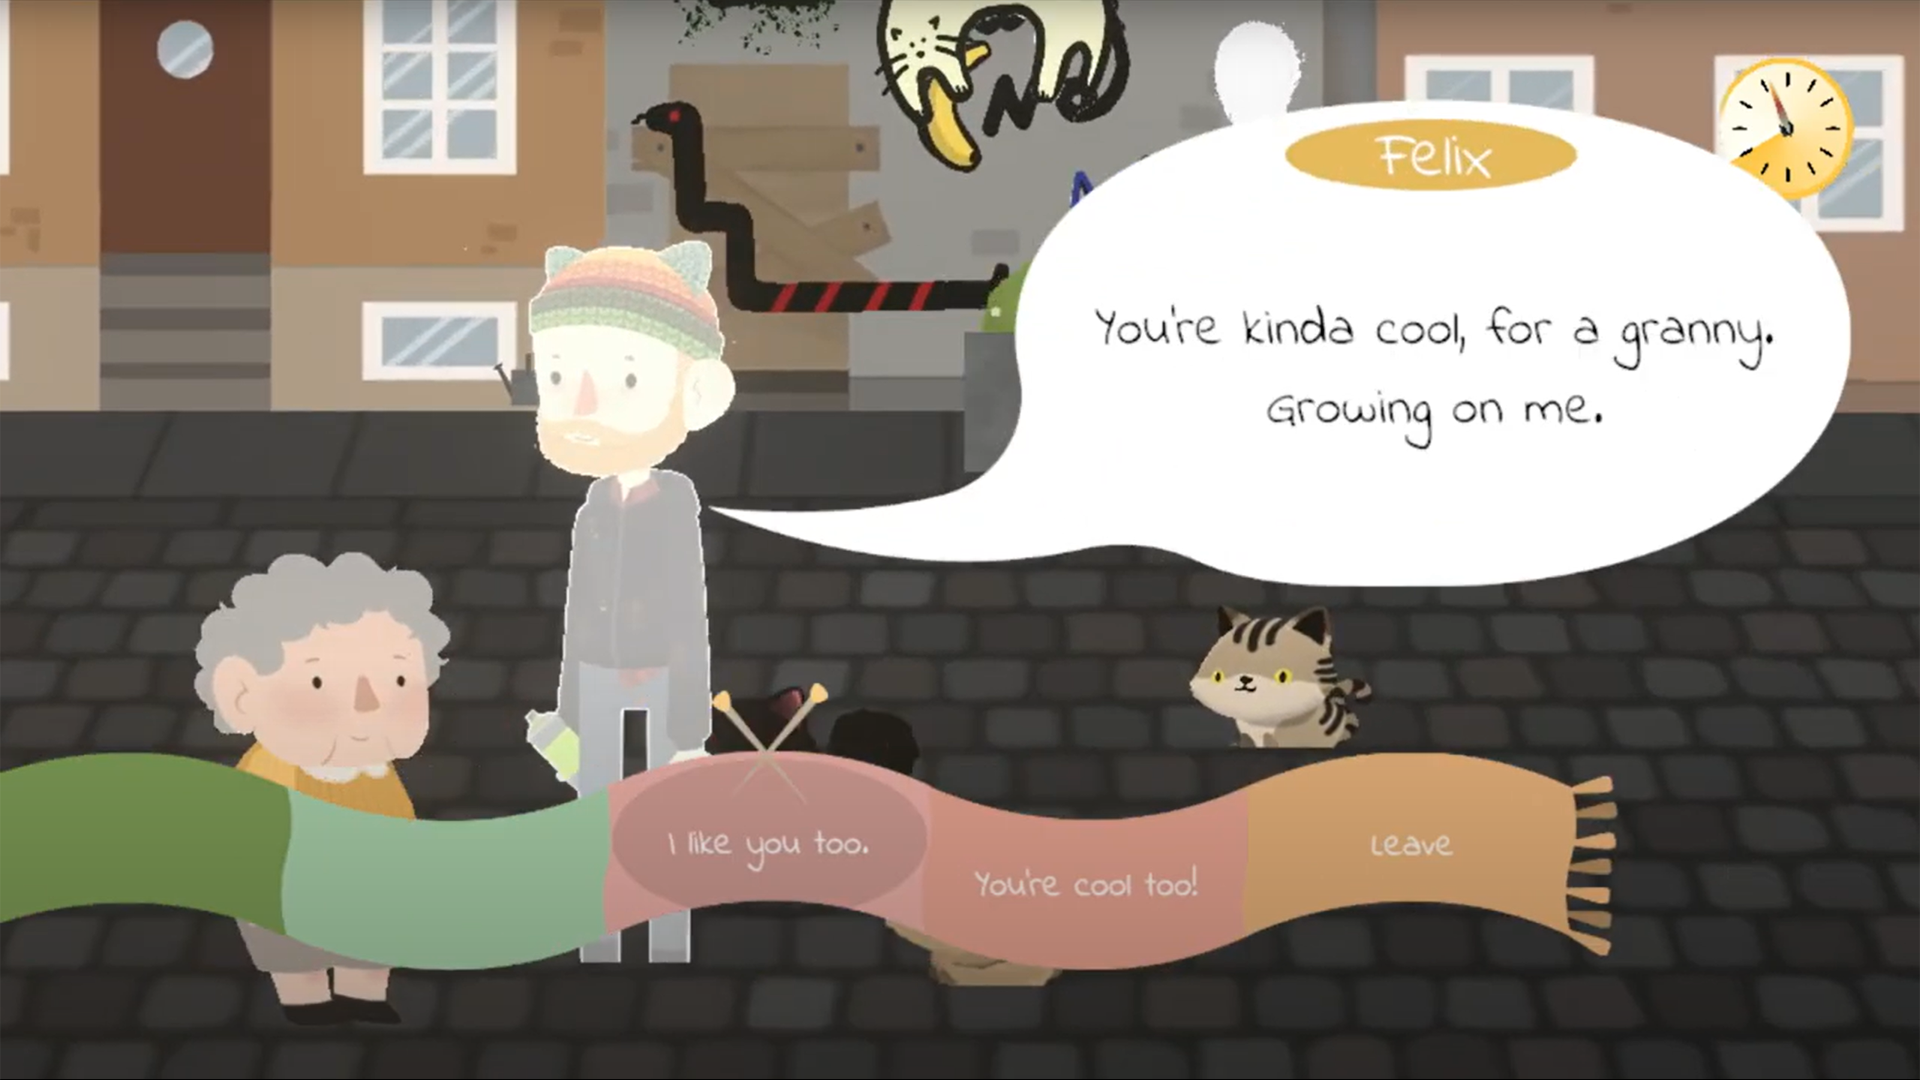 Felix
You're kinda cool, for a granny.
Growing on me.
I like you too.
You're cool too!
Leave